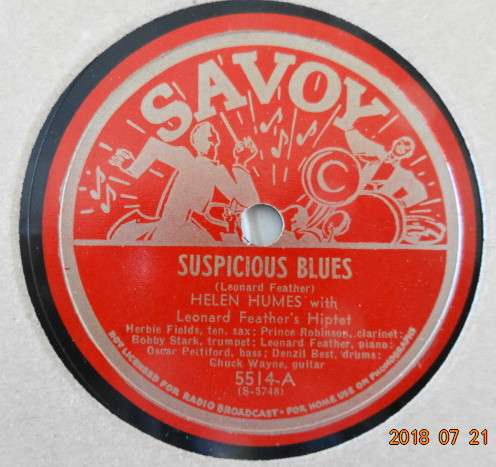 SAVOY
C
SUSPICIOUS BLUES
(Leonard Feather)
HELEN HUMES with
Leonard Feather's Hiptet
Herbie Fields, ten. sax; Prince Robinson, clarinet;
Bobby Stark, trumpet; Leonard Feather, piano;
Oscar Pettiford, bass; Denzil Best, drums;
Chuck Wayne, guitar
5514-A
(S-5748)
NOT LICENSED FOR RADIO BROADCAST - FOR HOME USE ON PHONOGRAPHS
2018 07 21